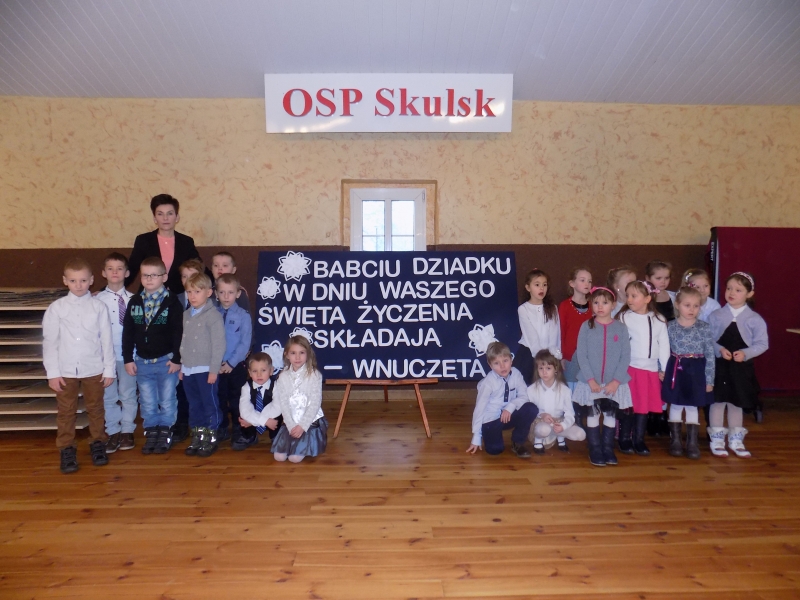 OSP Skulsk
BABCIU DZIADKU
W DNIU WASZEGO
ŚWIĘTA ŻYCZENIA
SKŁADAJĄ
- WNUCZĘTA